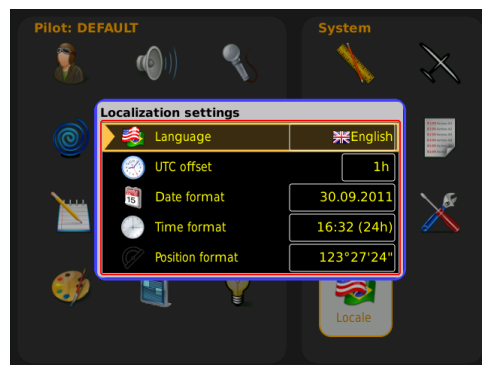 Pilot: DEFAULT
System
Localization settings
Language
English
UTC offset
1h
Date format
30.09.2011
Time format
16:32 (24h)
Position format
123°27'24"
Locale